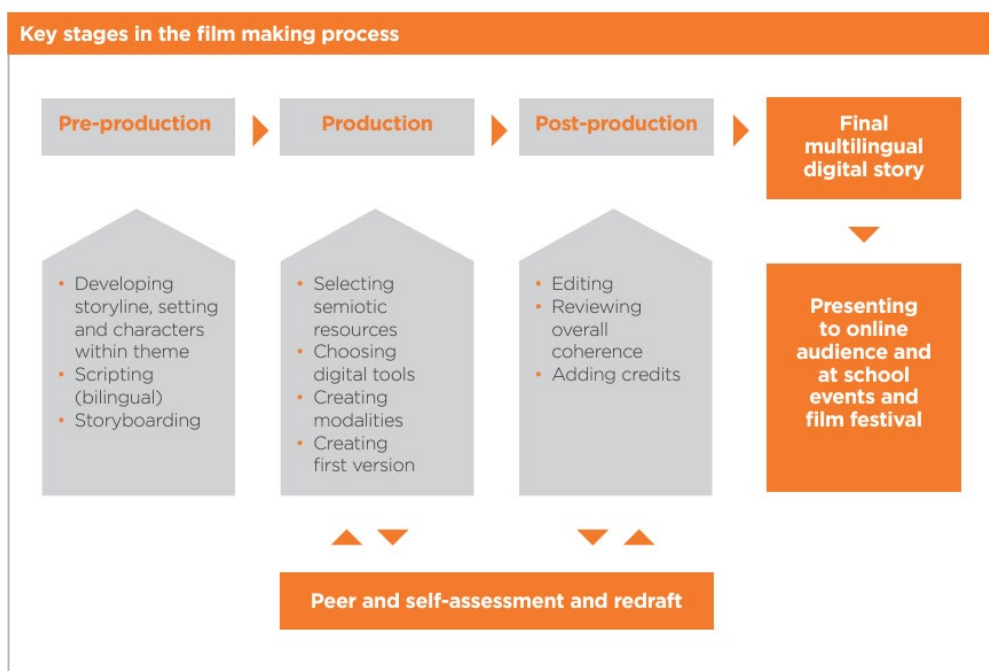 Key stages in the film making process
Pre-production
Production
Post-production
Final
multilingual
digital story
• Developing
storyline, setting
and characters
within theme
• Scripting
(bilingual)
• Storyboarding
• Selecting
semiotic
resources
• Choosing
digital tools
• Creating
modalities
• Creating
first version
• Editing
• Reviewing
overall
coherence
• Adding credits
Presenting
to online
audience and
at school
events and
film festival
Peer and self-assessment and redraft